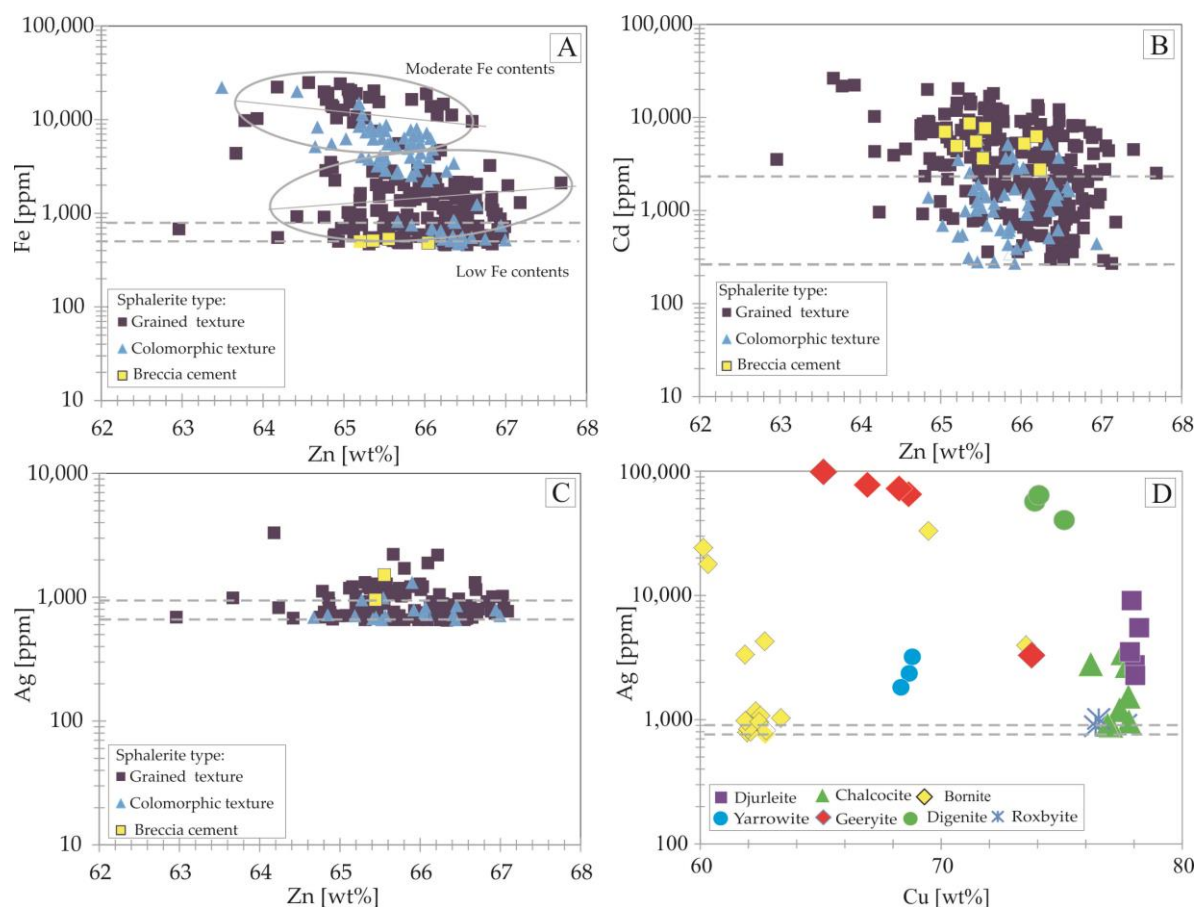 100,000
A
Moderate Fe contents
10,000
Fe [ppm]
1,000
Low Fe contents
100
Sphalerite type:
Grained texture
Colomorphic texture
Breccia cement
10
62 63 64 65 66 67 68
Zn [wt%]
100,000
B
10,000
Cd [ppm]
1,000
100
Sphalerite type:
Grained texture
Colomorphic texture
Breccia cement
10
62 63 64 65 66 67 68
Zn [wt%]
10,000
C
Ag [ppm]
1,000
100
Sphalerite type:
Grained texture
Colomorphic texture
Breccia cement
10
62 63 64 65 66 67 68
Zn [wt%]
100,000
D
10,000
Ag [ppm]
1,000
Djurleite Chalcocite Bornite
Yarrowite Geeryite Digenite Roxbyite
100
60 70 80
Cu [wt%]